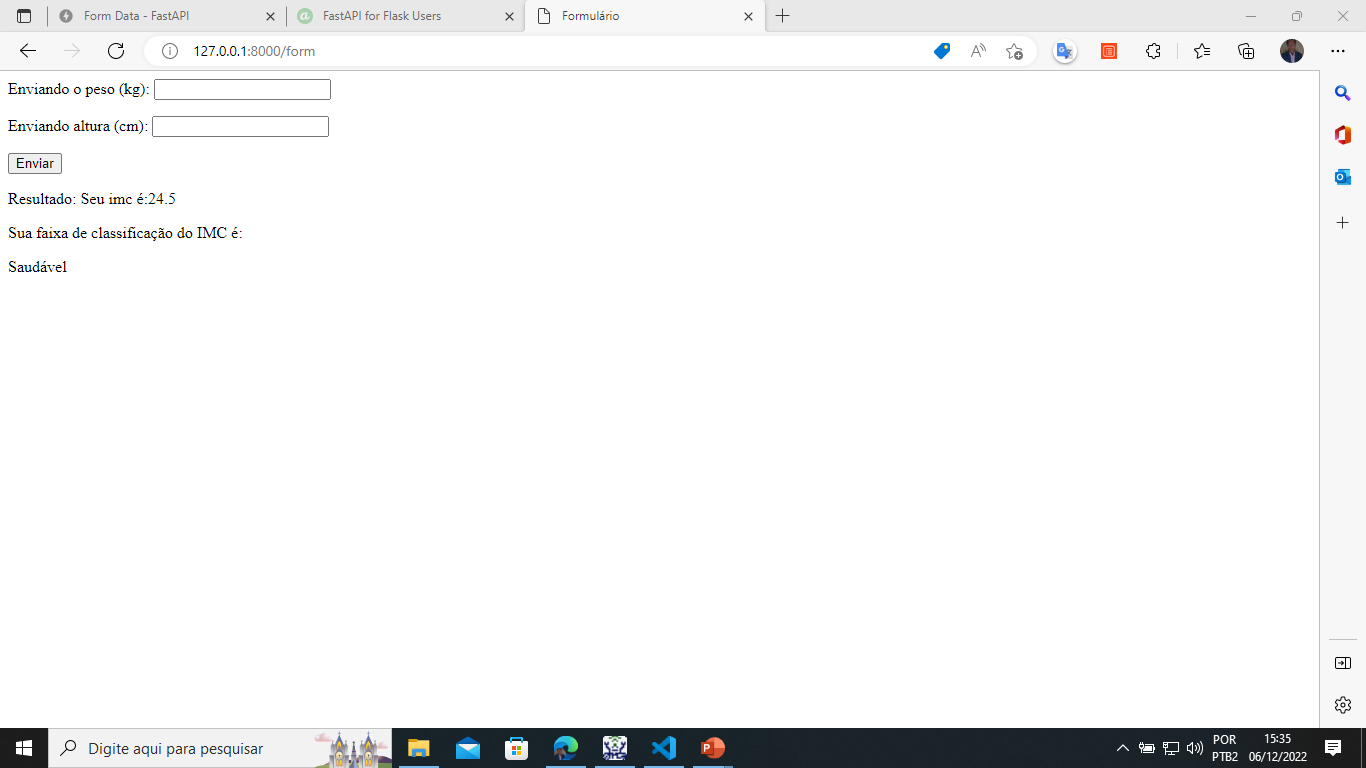 Form Data - FastAPI
FastAPI for Flask Users
Formulário
127.0.0.1:8000/form
Enviando o peso (kg):
Enviando altura (cm):
Enviar
Resultado: Seu imc é:24.5
Sua faixa de classificação do IMC é:
Saudável
Digite aqui para pesquisar
POR
PTB2
15:35
06/12/2022